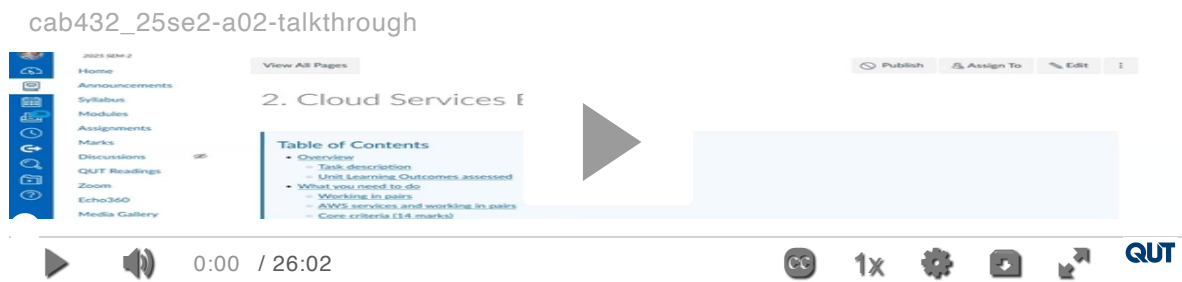 cab432_25se2-a02-talkthrough
2025-SEM-2
Home
Announcements
Syllabus
Modules
Assignments
Marks
Discussions
QUT Readings
Zoom
Echo360
Media Gallery
View All Pages
Publish
Assign To
Edit
2. Cloud Services
Table of Contents
Overview
Task description
Unit Learning Outcomes assessed
What you need to do
Working in pairs
AWS services and working in pairs
Core criteria (14 marks)
0:00 / 26:02
CC
1x
QUT